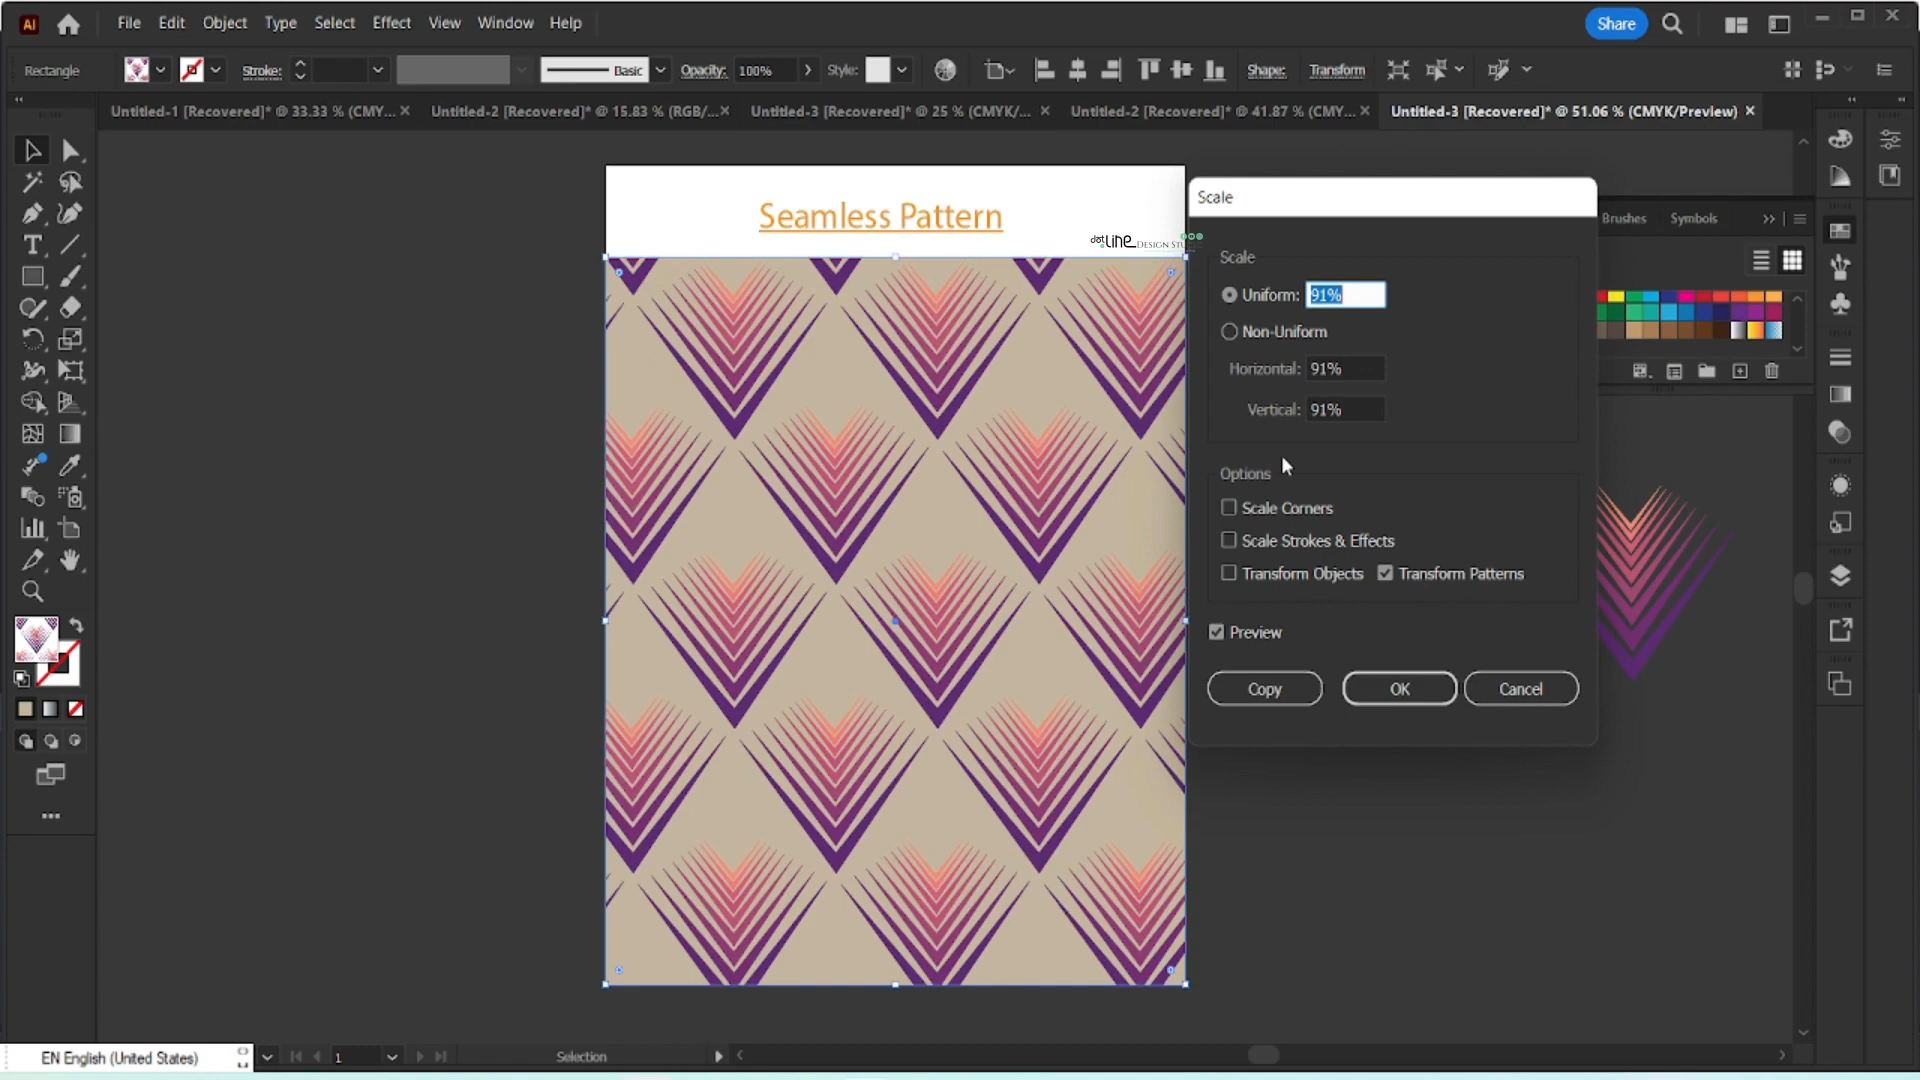 File Edit Object Type Select Effect View Window Help Share
Rectangle Stroke: Basic Opacity: 100% Style: Shape: Transform
Untitled-1 [Recovered]* @ 33.33 % (CMY... Untitled-2 [Recovered]* @ 15.83 % (RGB/... Untitled-3 [Recovered]* @ 25 % (CMYK/... Untitled-2 [Recovered]* @ 41.87 % (CMY... Untitled-3 [Recovered]* @ 51.06 % (CMYK/Preview)
Seamless Pattern
dot Line DESIGN
Scale
Brushes Symbols
Scale
Uniform: 91%
Non-Uniform
Horizontal: 91%
Vertical: 91%
Options
Scale Corners
Scale Strokes & Effects
Transform Objects Transform Patterns
Preview
Copy OK Cancel
EN English (United States) 1 Selection